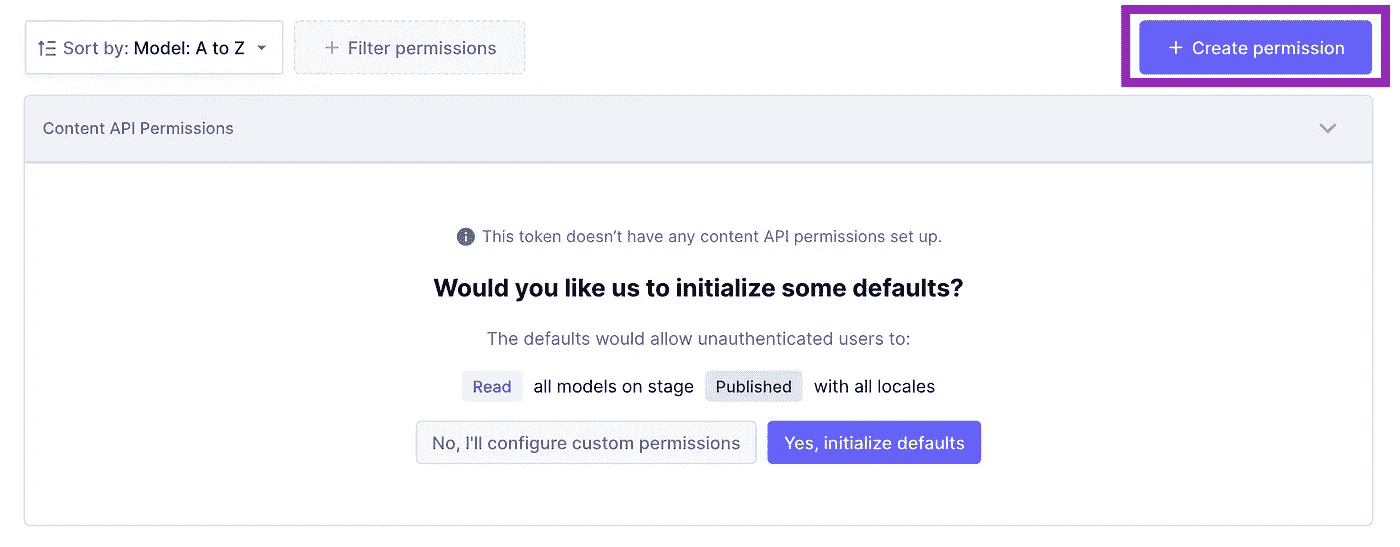 Sort by: Model: A to Z
+ Filter permissions
+ Create permission
Content API Permissions
This token doesn’t have any content API permissions set up.
Would you like us to initialize some defaults?
The defaults would allow unauthenticated users to:
Read all models on stage Published with all locales
No, I'll configure custom permissions
Yes, initialize defaults